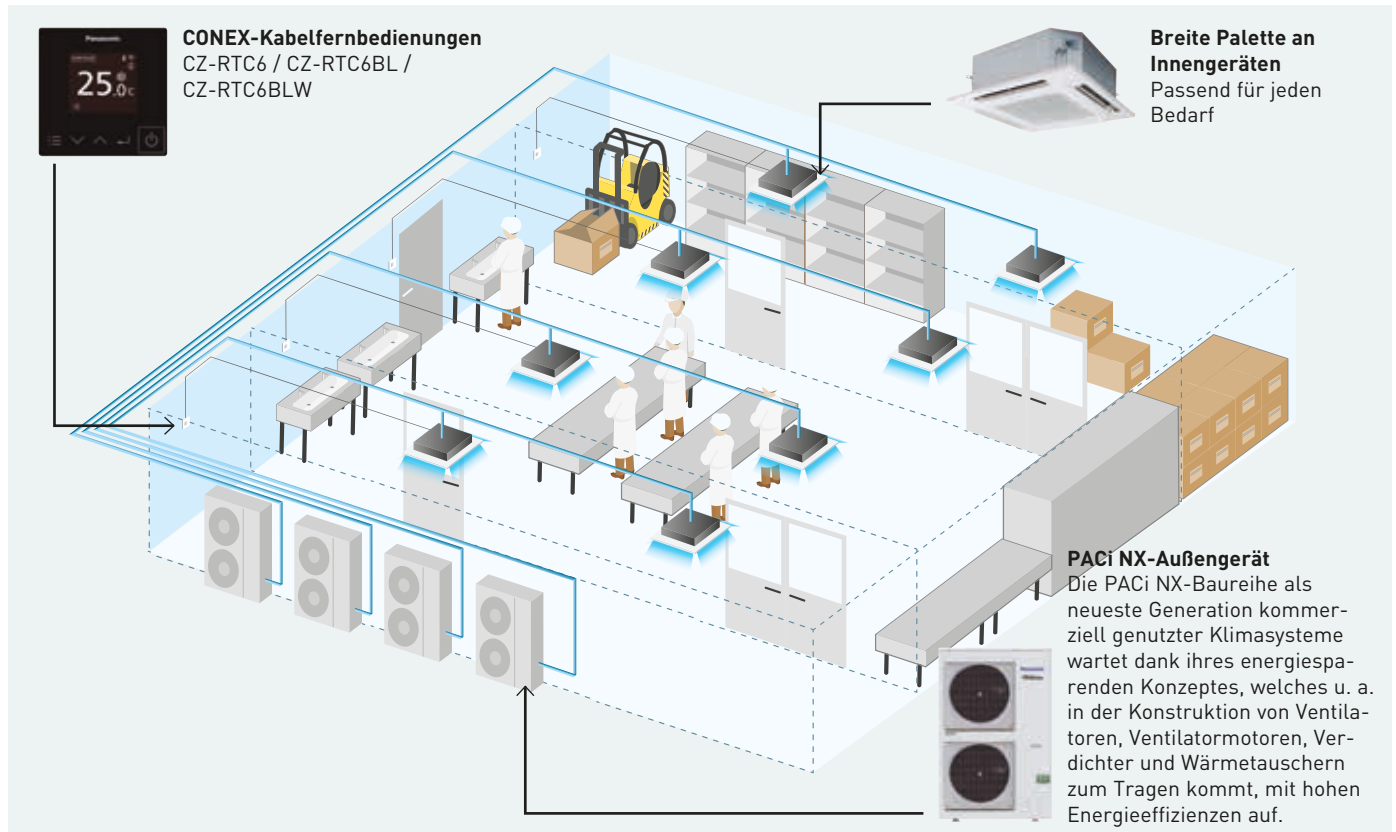 Panasonic
25.0c
CONEX-Kabelfernbedienungen
CZ-RTC6 / CZ-RTC6BL /
CZ-RTC6BLW
Breite Palette an
Innengeräten
Passend für jeden
Bedarf
PACi NX-Außengerät
Die PACi NX-Baureihe als
neueste Generation kommer-
ziell genutzter Klimasysteme
wartet dank ihres energiespa-
renden Konzeptes, welches u. a.
in der Konstruktion von Ventila-
toren, Ventilatormotoren, Ver-
dichter und Wärmetauschern
zum Tragen kommt, mit hohen
Energieeffizienzen auf.